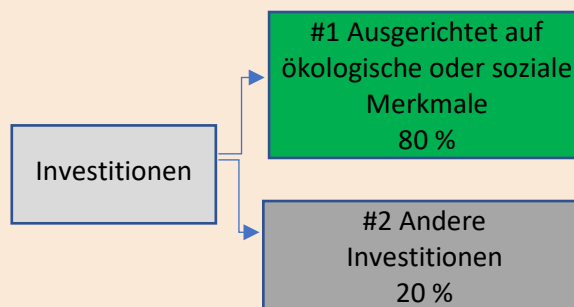 #1 Ausgerichtet auf
ökologische oder soziale
Merkmale
80 %
Investitionen
#2 Andere
Investitionen
20 %